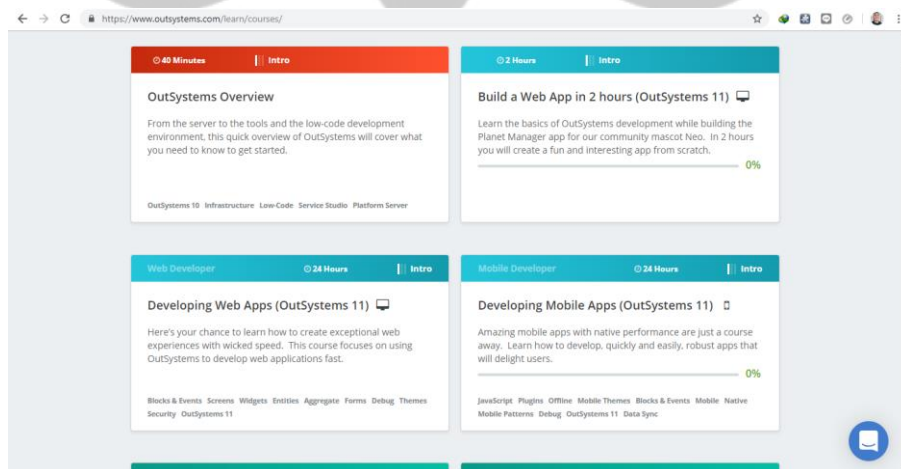 https://www.outsystems.com/learn/courses/
40 Minutes Intro
OutSystems Overview
From the server to the tools and the low-code development
environment, this quick overview of OutSystems will cover what
you need to know to get started.
OutSystems 10 Infrastructure Low-Code Service Studio Platform Server
2 Hours Intro
Build a Web App in 2 hours (OutSystems 11)
Learn the basics of OutSystems development while building the
Planet Manager app for our community mascot Neo. In 2 hours
you will create a fun and interesting app from scratch.
0%
Web Developer 24 Hours Intro
Developing Web Apps (OutSystems 11)
Here's your chance to learn how to create exceptional web
experiences with wicked speed. This course focuses on using
OutSystems to develop web applications fast.
Blocks & Events Screens Widgets Entities Aggregate Forms Debug Themes
Security OutSystems 11
Mobile Developer 24 Hours Intro
Developing Mobile Apps (OutSystems 11)
Amazing mobile apps with native performance are just a course
away. Learn how to develop, quickly and easily, robust apps that
will delight users.
0%
JavaScript Plugins Offline Mobile Themes Blocks & Events Mobile Native
Mobile Patterns Debug OutSystems 11 Data Sync